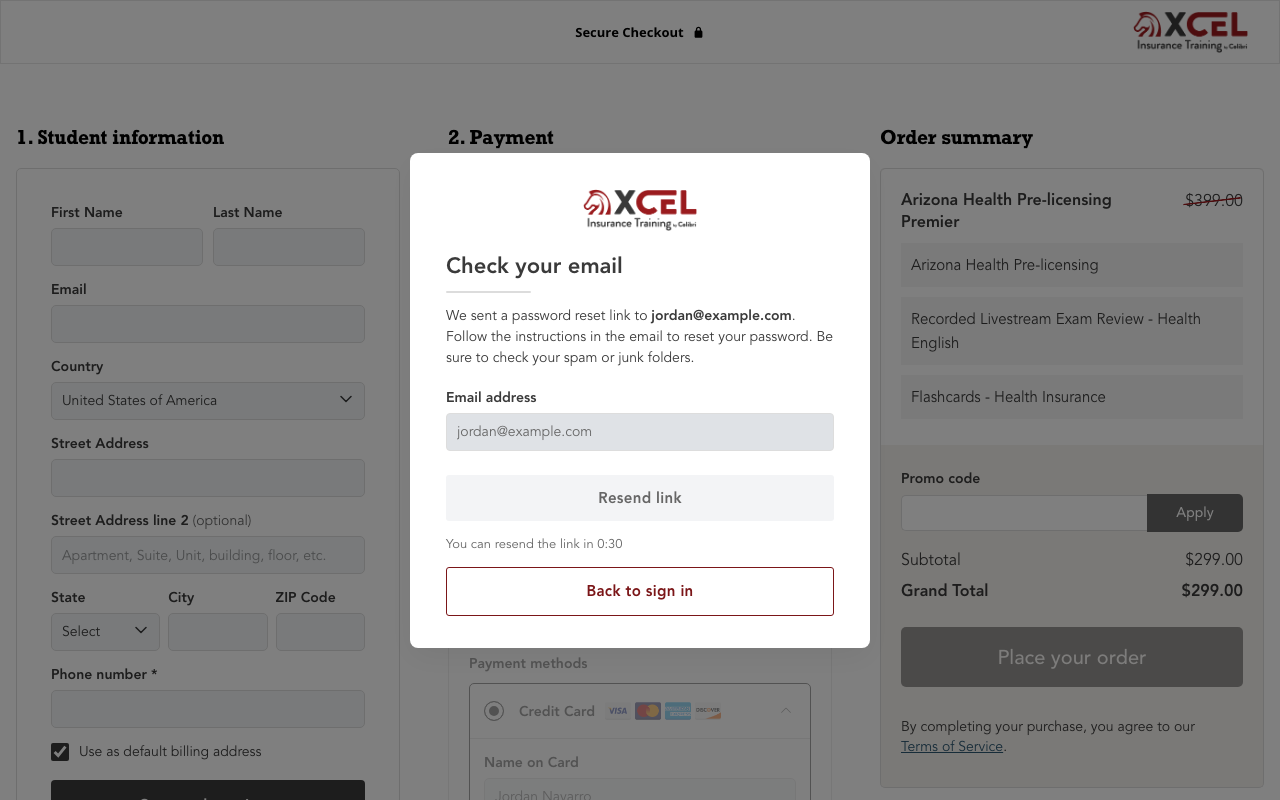 Secure Checkout
XCEL
Insurance Training by Colibri
1. Student information
First Name
Last Name
Email
Country
United States of America
Street Address
Street Address line 2 (optional)
Apartment, Suite, Unit, building, floor, etc.
State
City
ZIP Code
Select
Phone number *
Use as default billing address
2. Payment
XCEL
Insurance Training by Colibri
Check your email
We sent a password reset link to jordan@example.com.
Follow the instructions in the email to reset your password. Be
sure to check your spam or junk folders.
Email address
jordan@example.com
Resend link
You can resend the link in 0:30
Back to sign in
Payment methods
Credit Card VISA AMERICAN EXPRESS DISCOVER
Name on Card
Jordan Navarro
Order summary
Arizona Health Pre-licensing $399.00
Premier
Arizona Health Pre-licensing
Recorded Livestream Exam Review - Health
English
Flashcards - Health Insurance
Promo code
Apply
Subtotal $299.00
Grand Total $299.00
Place your order
By completing your purchase, you agree to our
Terms of Service.